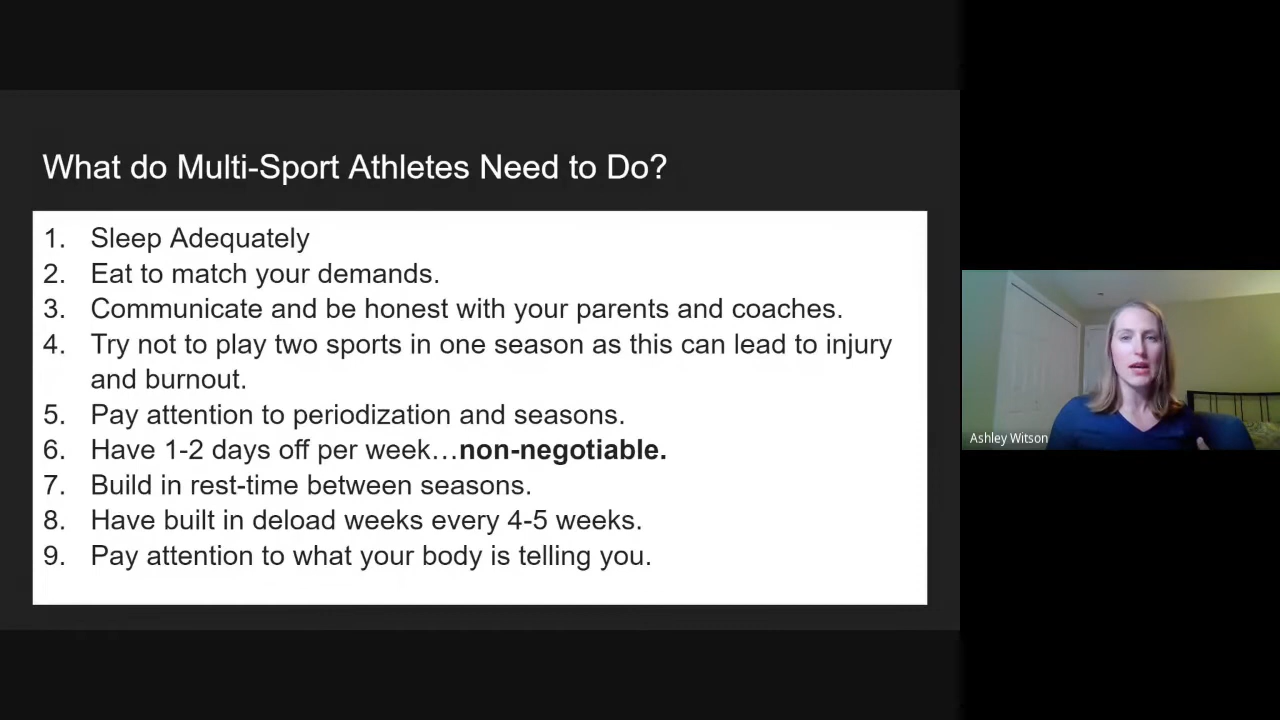 What do Multi-Sport Athletes Need to Do?
1. Sleep Adequately
2. Eat to match your demands.
3. Communicate and be honest with your parents and coaches.
4. Try not to play two sports in one season as this can lead to injury
and burnout.
5. Pay attention to periodization and seasons.
6. Have 1-2 days off per week…non-negotiable.
7. Build in rest-time between seasons.
8. Have built in deload weeks every 4-5 weeks.
9. Pay attention to what your body is telling you.
Ashley Witson